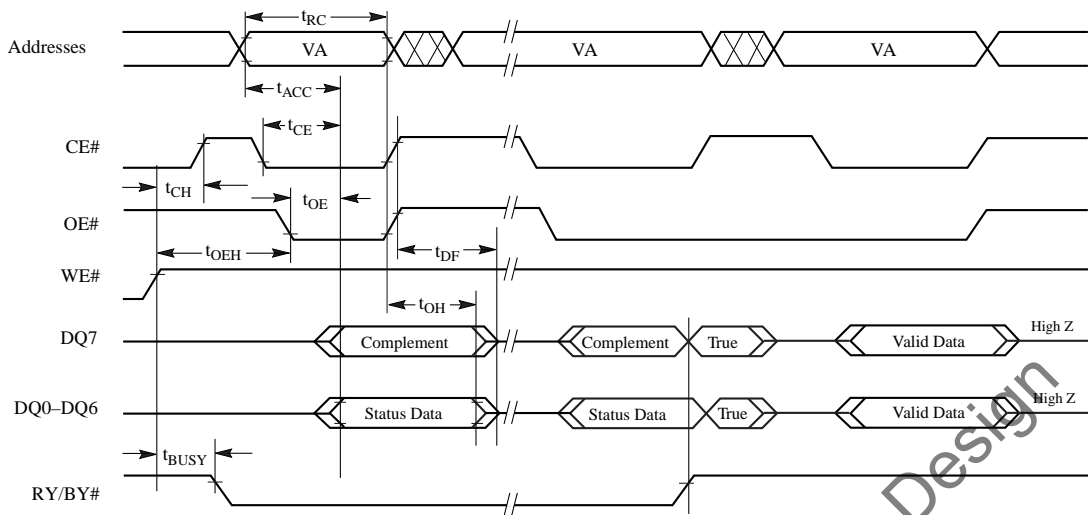 tRC
Addresses VA VA VA
tACC
tCE
CE#
tCH tOE
OE#
tOEH tDF
WE#
tOH
DQ7 Complement Complement True Valid Data High Z
DQ0–DQ6 Status Data Status Data True Valid Data High Z
tBUSY
RY/BY#
Design